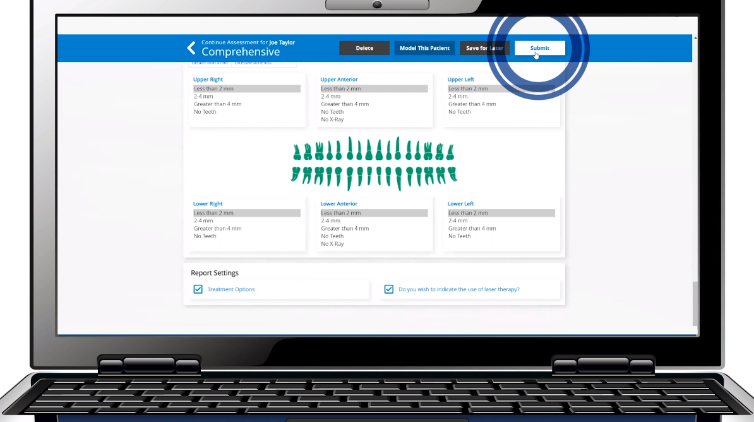 Continue Assessment for Joe Taylor
Comprehensive
Delete
Model This Patient
Save for Later
Submit
Upper Right
Less than 2 mm
2-4 mm
Greater than 4 mm
No Teeth
Upper Anterior
Less than 2 mm
2-4 mm
Greater than 4 mm
No Teeth
No X-Ray
Upper Left
Less than 2 mm
2-4 mm
Greater than 4 mm
No Teeth
Lower Right
Less than 2 mm
2-4 mm
Greater than 4 mm
No Teeth
Lower Anterior
Less than 2 mm
2-4 mm
Greater than 4 mm
No Teeth
No X-Ray
Lower Left
Less than 2 mm
2-4 mm
Greater than 4 mm
No Teeth
Report Settings
Treatment Options
Do you wish to indicate the use of laser therapy?